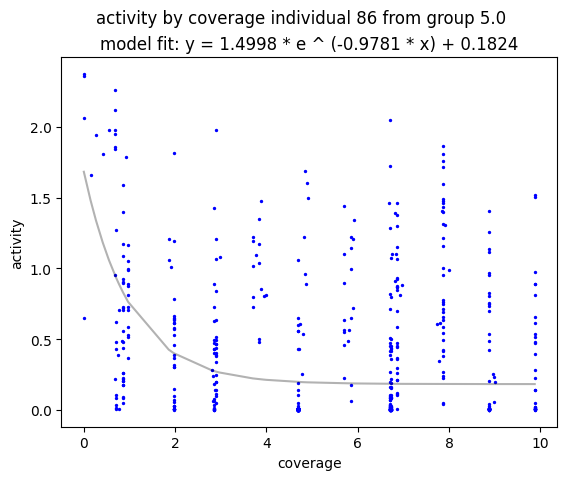 activity by coverage individual 86 from group 5.0
model fit: y = 1.4998 * e ^ (-0.9781 * x) + 0.1824
2.0
1.5
1.0
0.5
0.0
activity
0 2 4 6 8 10
coverage